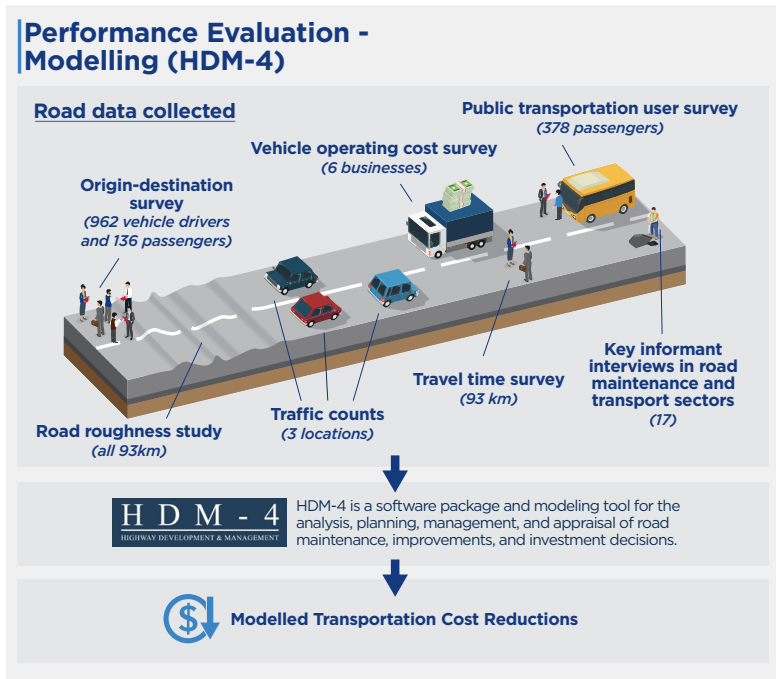 Performance Evaluation -
Modelling (HDM-4)
Road data collected
Public transportation user survey
(378 passengers)
Vehicle operating cost survey
(6 businesses)
Origin-destination
survey
(962 vehicle drivers
and 136 passengers)
Key informant
interviews in road
maintenance and
transport sectors
(17)
Travel time survey
(93 km)
Traffic counts
(3 locations)
Road roughness study
(all 93km)
HDM-4
HIGHWAY DEVELOPMENT & MANAGEMENT
HDM-4 is a software package and modeling tool for the
analysis, planning, management, and appraisal of road
maintenance, improvements, and investment decisions.
$
Modelled Transportation Cost Reductions